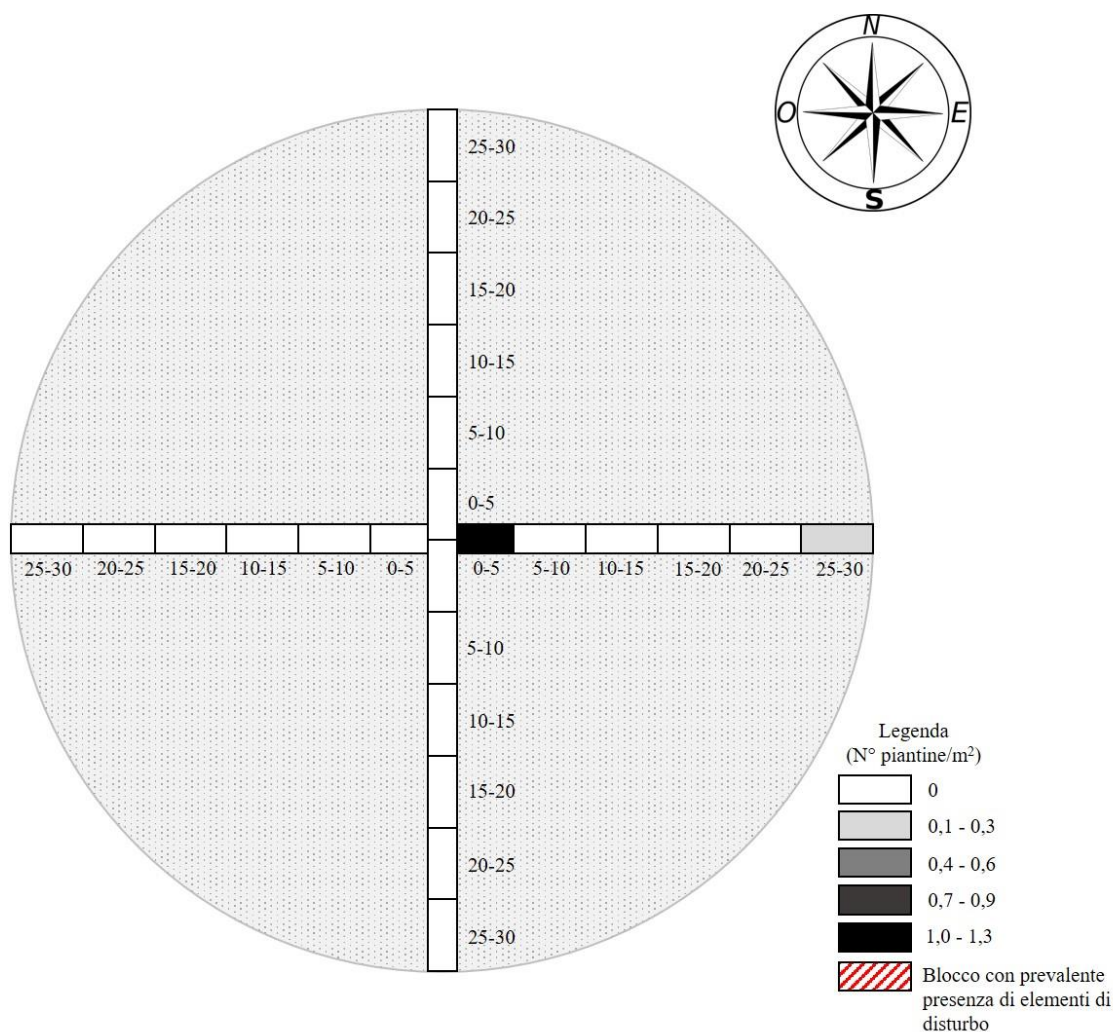 N
O
E
S
25-30
20-25
15-20
10-15
5-10
0-5
25-30 20-25 15-20 10-15 5-10 0-5 0-5 5-10 10-15 15-20 20-25 25-30
5-10
10-15
15-20
20-25
25-30
Legenda
(N° piantine/m²)
0
0,1 - 0,3
0,4 - 0,6
0,7 - 0,9
1,0 - 1,3
Blocco con prevalente
presenza di elementi di
disturbo